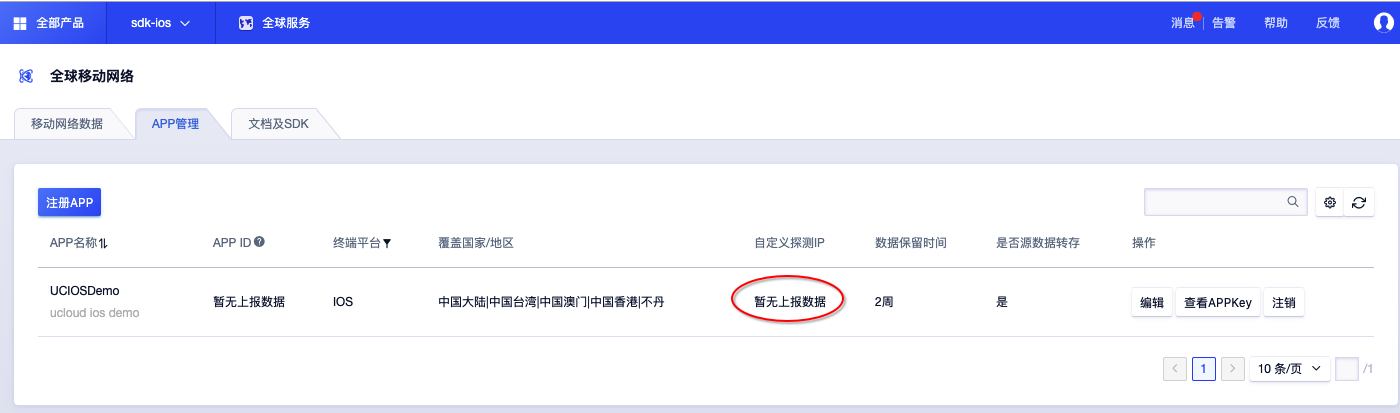 全部产品 sdk-ios 全球服务 消息 告警 帮助 反馈
全球移动网络
移动网络数据 APP管理 文档及SDK
注册APP
APP名称 APP ID 终端平台 覆盖国家/地区 自定义探测IP 数据保留时间 是否源数据转存 操作
UCIOSDemo
ucloud ios demo
暂无上报数据 IOS 中国大陆|中国台湾|中国澳门|中国香港|不丹 暂无上报数据 2周 是 编辑 查看APPKey 注销
1 10 条/页 /1